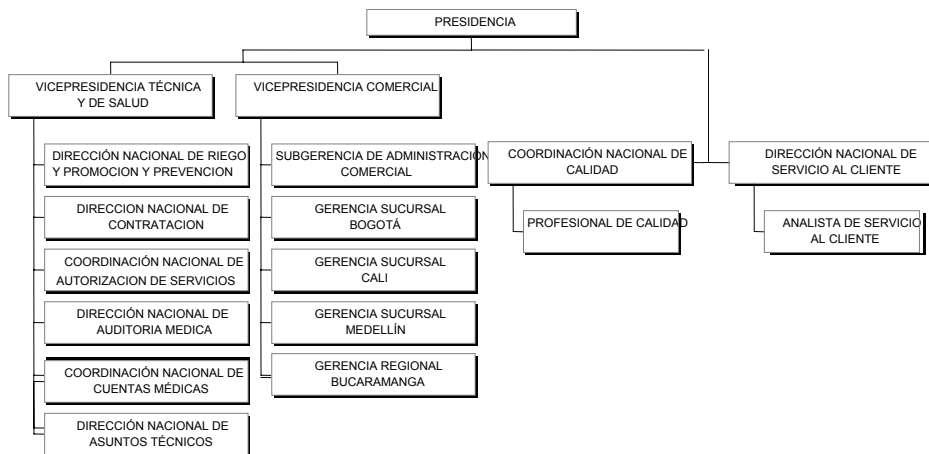 PRESIDENCIA
VICEPRESIDENCIA TÉCNICA
Y DE SALUD
VICEPRESIDENCIA COMERCIAL
DIRECCIÓN NACIONAL DE RIEGO
Y PROMOCION Y PREVENCION
SUBGERENCIA DE ADMINISTRACIÓN
COMERCIAL
COORDINACIÓN NACIONAL DE
CALIDAD
DIRECCIÓN NACIONAL DE
SERVICIO AL CLIENTE
DIRECCION NACIONAL DE
CONTRATACION
GERENCIA SUCURSAL
BOGOTÁ
PROFESIONAL DE CALIDAD
ANALISTA DE SERVICIO
AL CLIENTE
COORDINACIÓN NACIONAL DE
AUTORIZACION DE SERVICIOS
GERENCIA SUCURSAL
CALI
DIRECCIÓN NACIONAL DE
AUDITORIA MEDICA
GERENCIA SUCURSAL
MEDELLÍN
COORDINACIÓN NACIONAL DE
CUENTAS MÉDICAS
GERENCIA REGIONAL
BUCARAMANGA
DIRECCIÓN NACIONAL DE
ASUNTOS TÉCNICOS